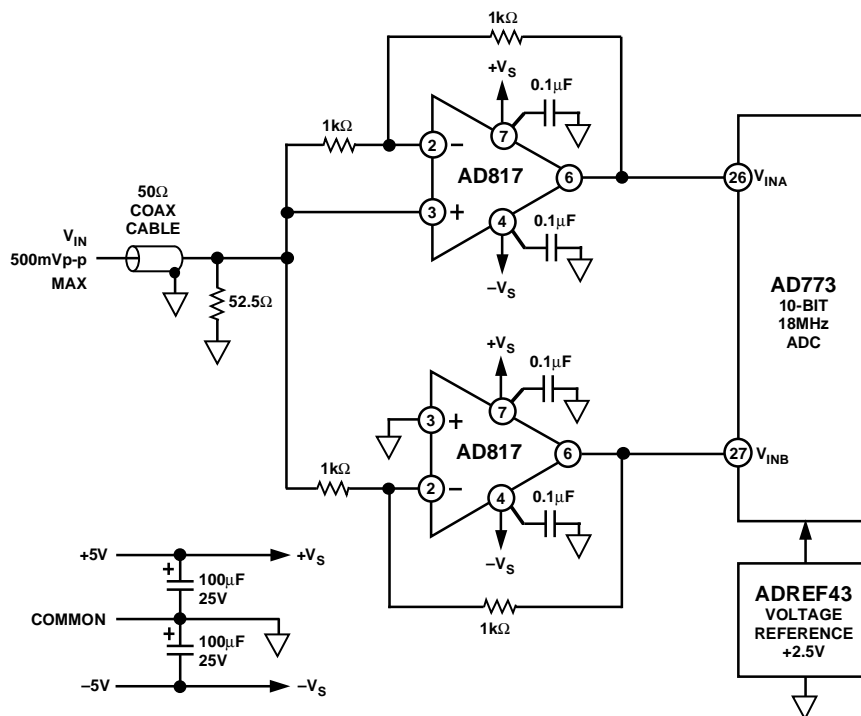 1kΩ
+VS
0.1µF
1kΩ
2
−
7
AD817
6
26
VINA
50Ω
COAX
CABLE
3
+
4
0.1µF
VIN
500mVp-p
MAX
−VS
52.5Ω
AD773
10-BIT
18MHz
ADC
+VS
0.1µF
3
+
7
AD817
6
27
VINB
1kΩ
2
−
4
0.1µF
−VS
+5V
+VS
+
100µF
25V
COMMON
+
100µF
25V
−5V
−VS
1kΩ
ADREF43
VOLTAGE
REFERENCE
+2.5V